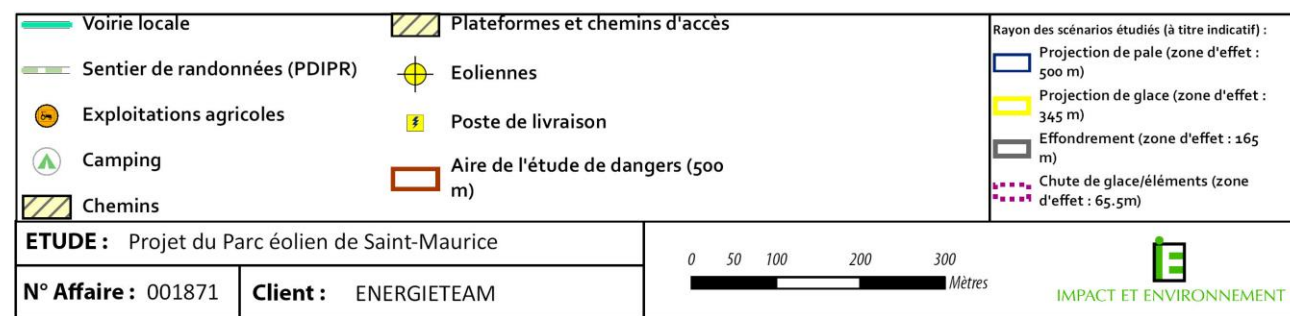 Voirie locale
Sentier de randonnées (PDIPR)
Exploitations agricoles
Camping
Chemins
Plateformes et chemins d'accès
Eoliennes
Poste de livraison
Aire de l'étude de dangers (500
m)
Rayon des scénarios étudiés (à titre indicatif) :
Projection de pale (zone d'effet :
500 m)
Projection de glace (zone d'effet :
345 m)
Effondrement (zone d'effet : 165
m)
Chute de glace/éléments (zone
d'effet : 65.5m)
ETUDE : Projet du Parc éolien de Saint-Maurice
N° Affaire : 001871
Client : ENERGIETEAM
0 50 100 200 300
Mètres
IE
IMPACT ET ENVIRONNEMENT